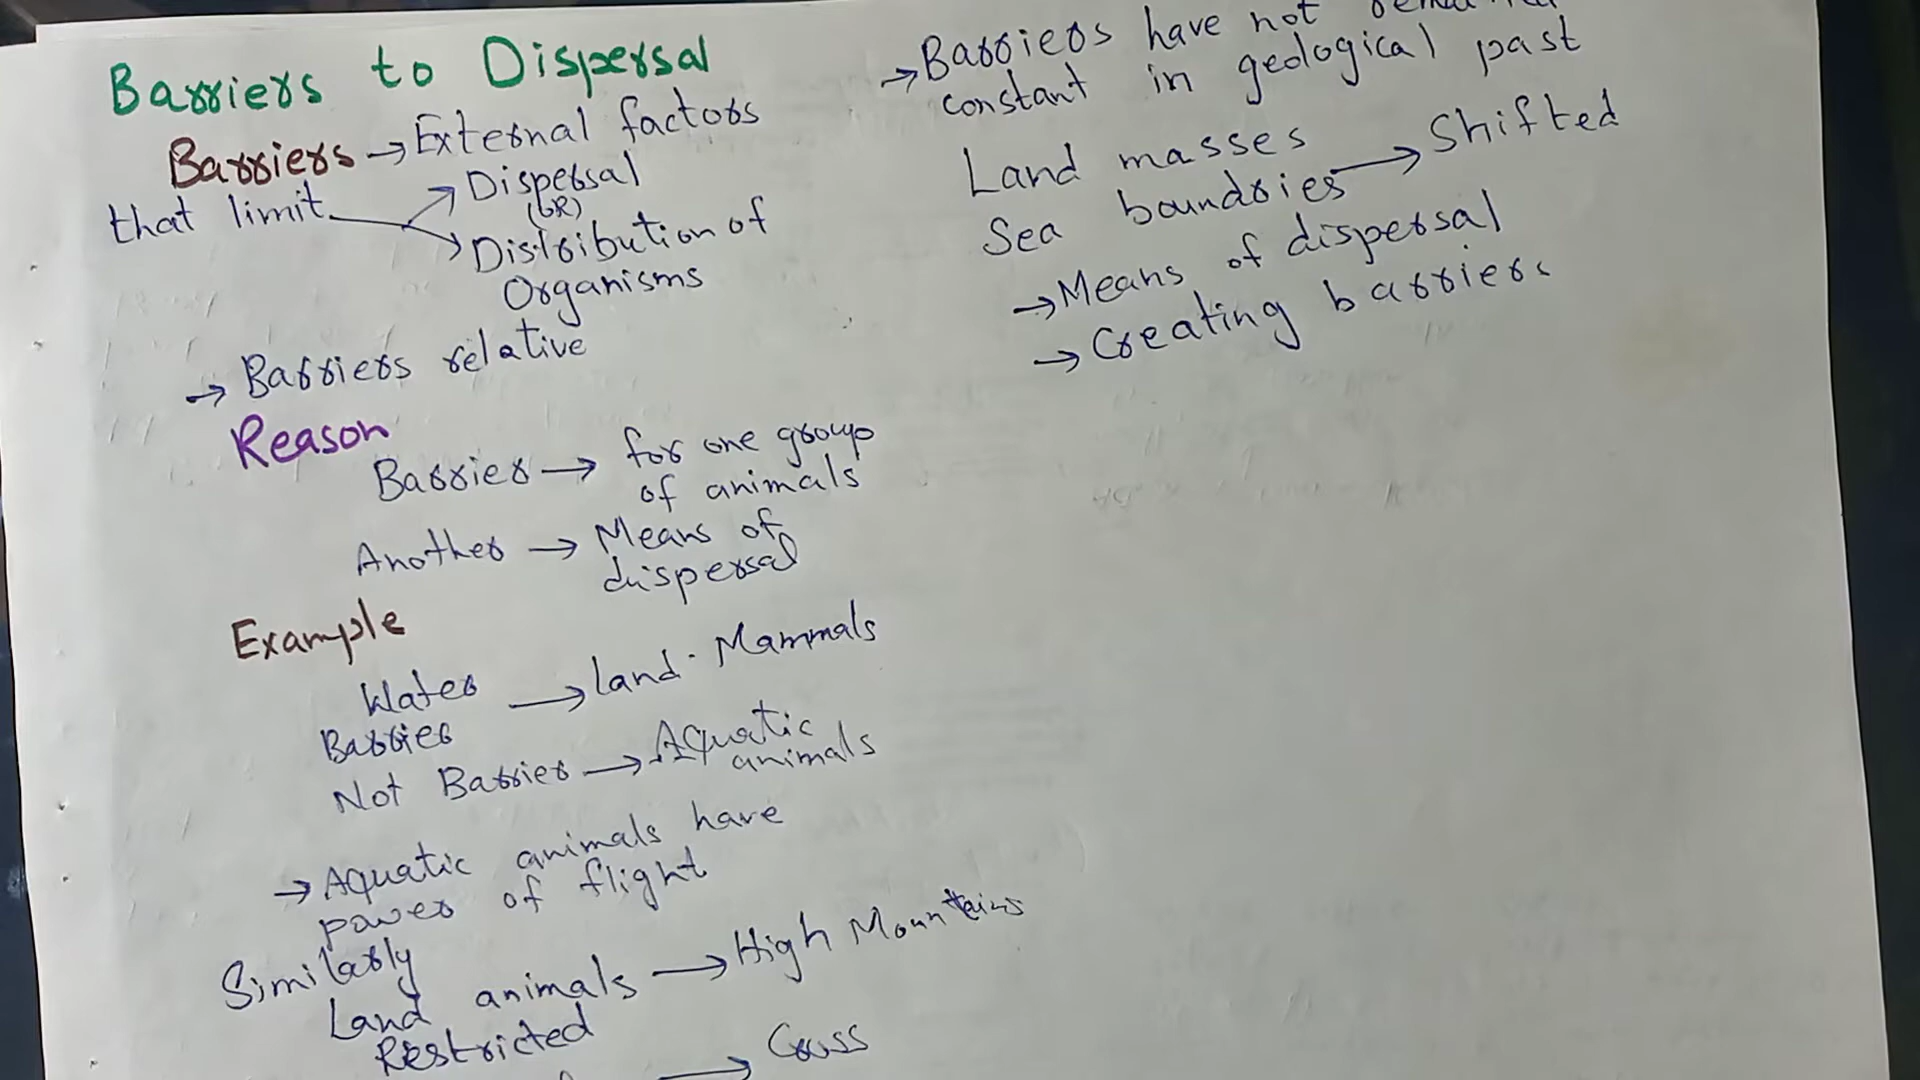 Barriers to Dispersal
Barriers → External factors
that limit → Dispersal
(OR)
Distribution of
Organisms
→ Barriers relative
Reason
Barrier → for one group
of animals
Another → Means of
dispersal
Example
Water → Land Mammals
Barrier
Not Barrier → Aquatic
animals
→ Aquatic animals have
power of flight
Similarly
Land animals → High Mountains
Restricted
→ Cross
→ Barriers have not
constant in geological past
Land masses
Sea boundries → Shifted
→ Means of dispersal
→ Creating barriers